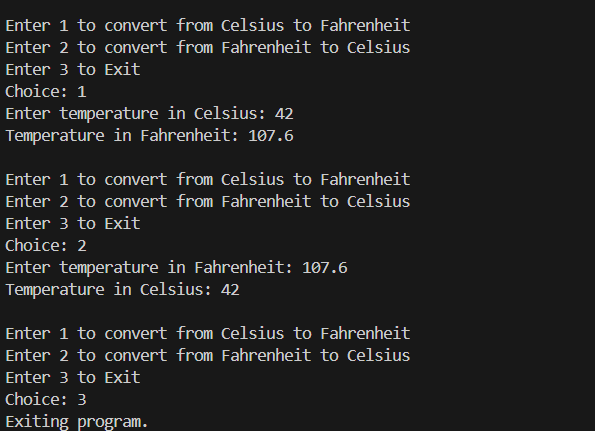 Enter 1 to convert from Celsius to Fahrenheit
Enter 2 to convert from Fahrenheit to Celsius
Enter 3 to Exit
Choice: 1
Enter temperature in Celsius: 42
Temperature in Fahrenheit: 107.6

Enter 1 to convert from Celsius to Fahrenheit
Enter 2 to convert from Fahrenheit to Celsius
Enter 3 to Exit
Choice: 2
Enter temperature in Fahrenheit: 107.6
Temperature in Celsius: 42

Enter 1 to convert from Celsius to Fahrenheit
Enter 2 to convert from Fahrenheit to Celsius
Enter 3 to Exit
Choice: 3
Exiting program.